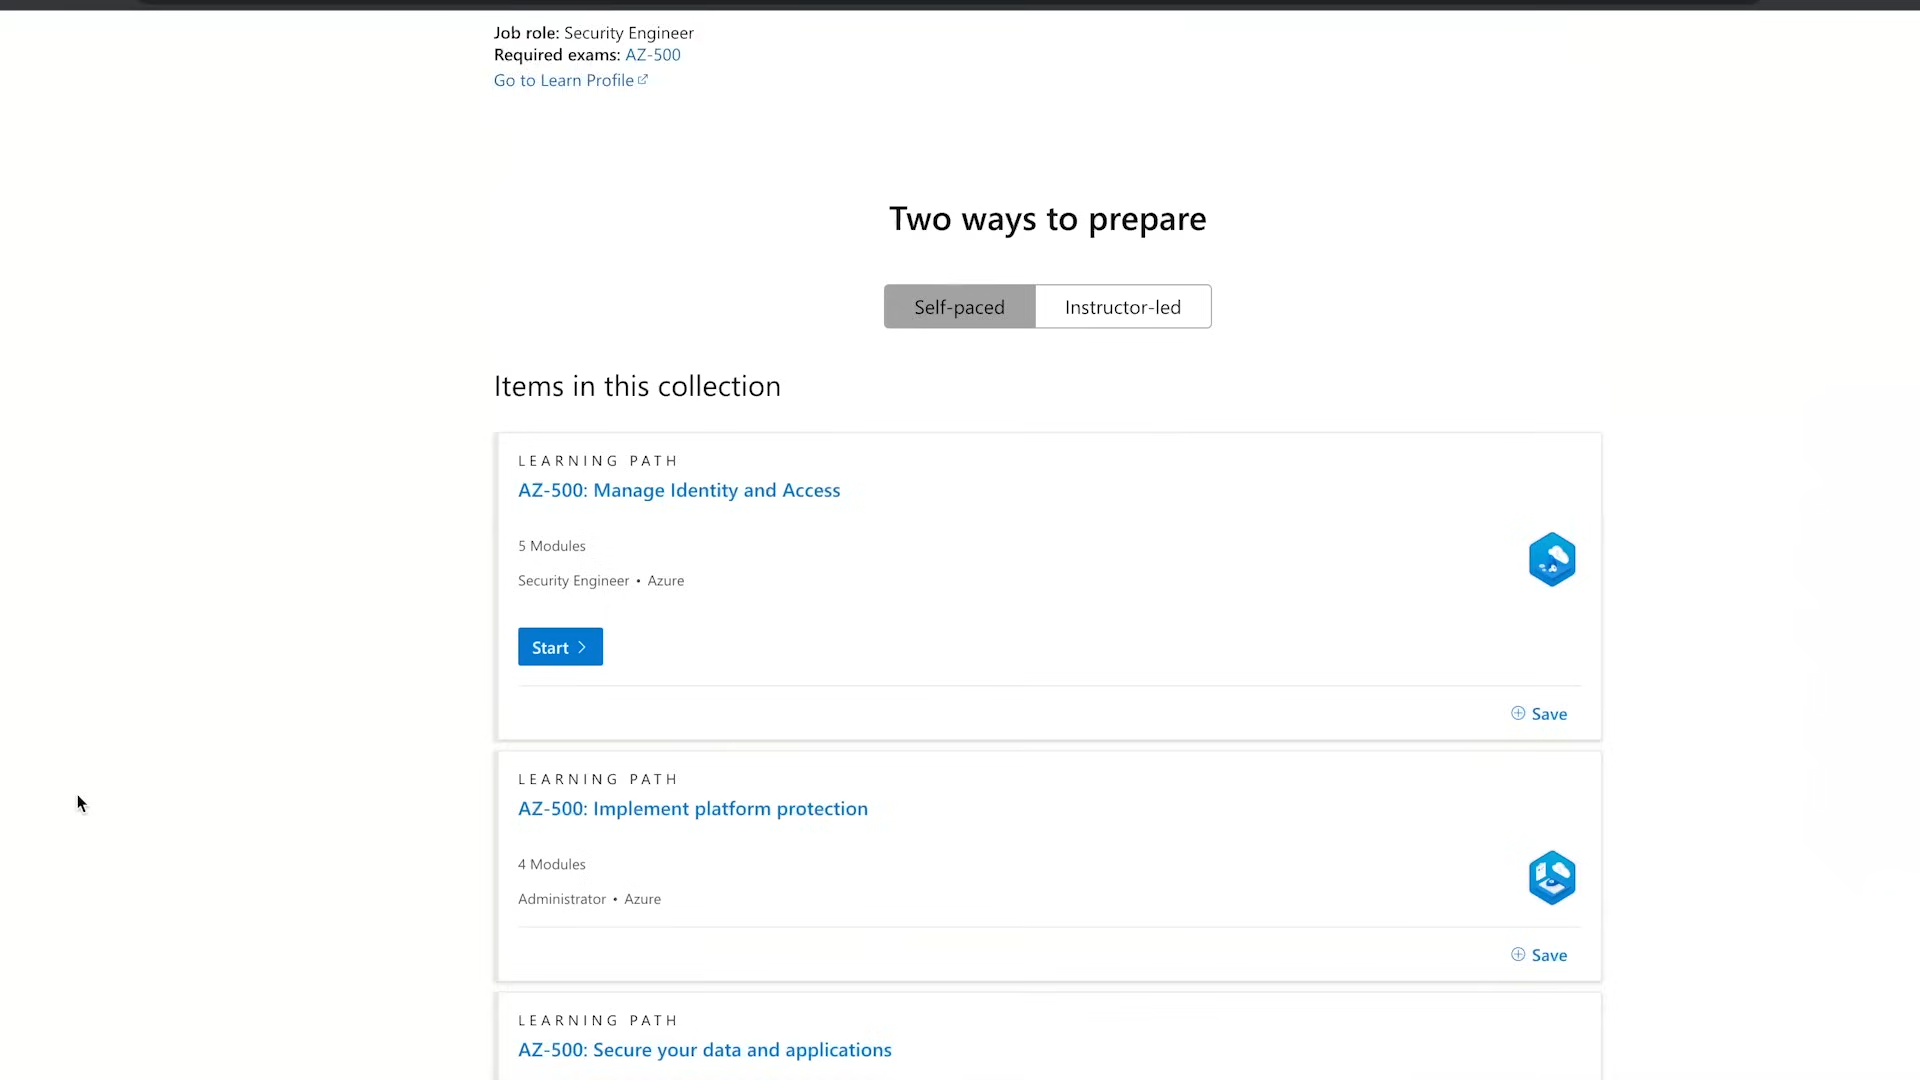 Job role: Security Engineer
Required exams: AZ-500
Go to Learn Profile
Two ways to prepare
Self-paced
Instructor-led
Items in this collection
LEARNING PATH
AZ-500: Manage Identity and Access
5 Modules
Security Engineer • Azure
Start
Save
LEARNING PATH
AZ-500: Implement platform protection
4 Modules
Administrator • Azure
Save
LEARNING PATH
AZ-500: Secure your data and applications